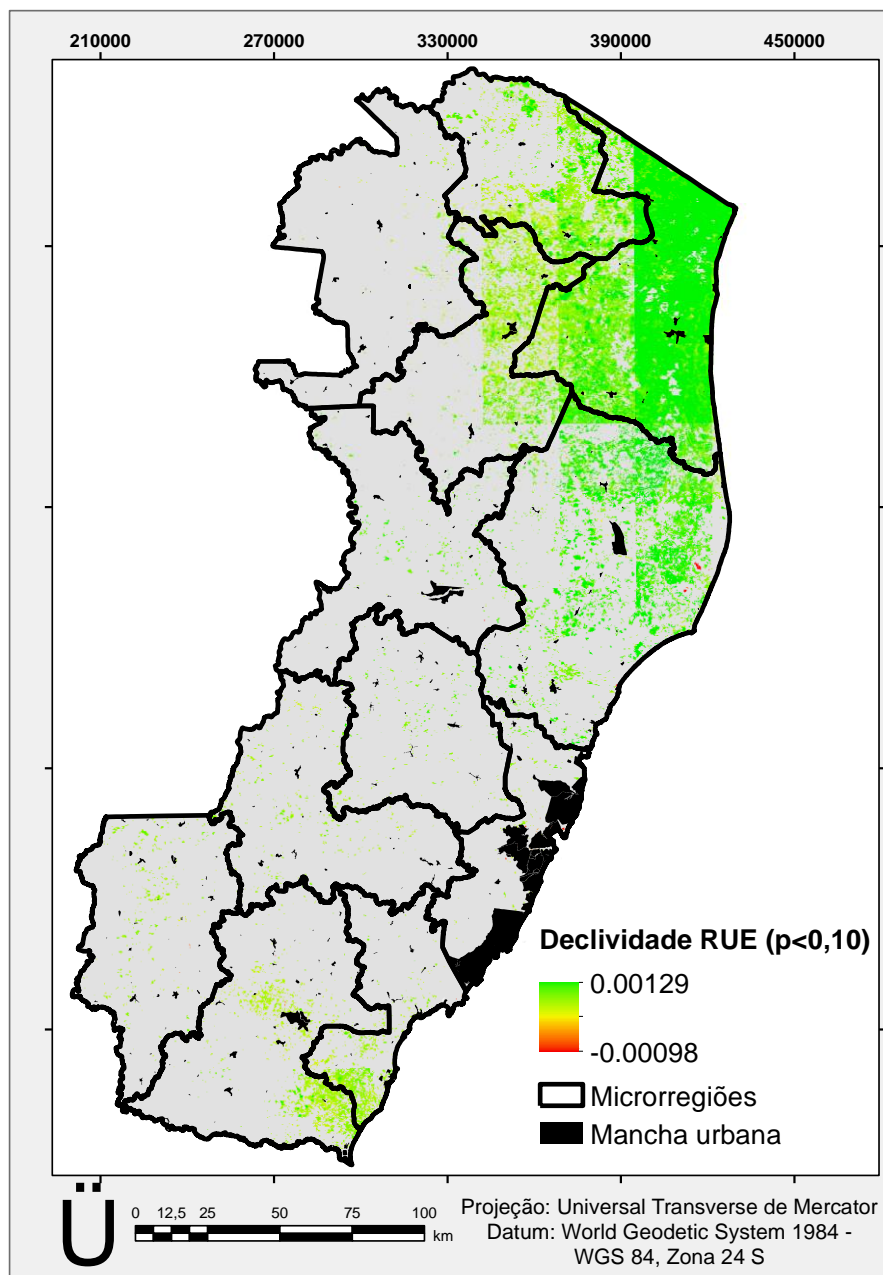 210000 270000 330000 390000 450000
Declividade RUE (p<0,10)
0.00129
-0.00098
Microrregiões
Mancha urbana
Ü
0 12,5 25 50 75 100
km
Projeção: Universal Transverse de Mercator
Datum: World Geodetic System 1984 -
WGS 84, Zona 24 S